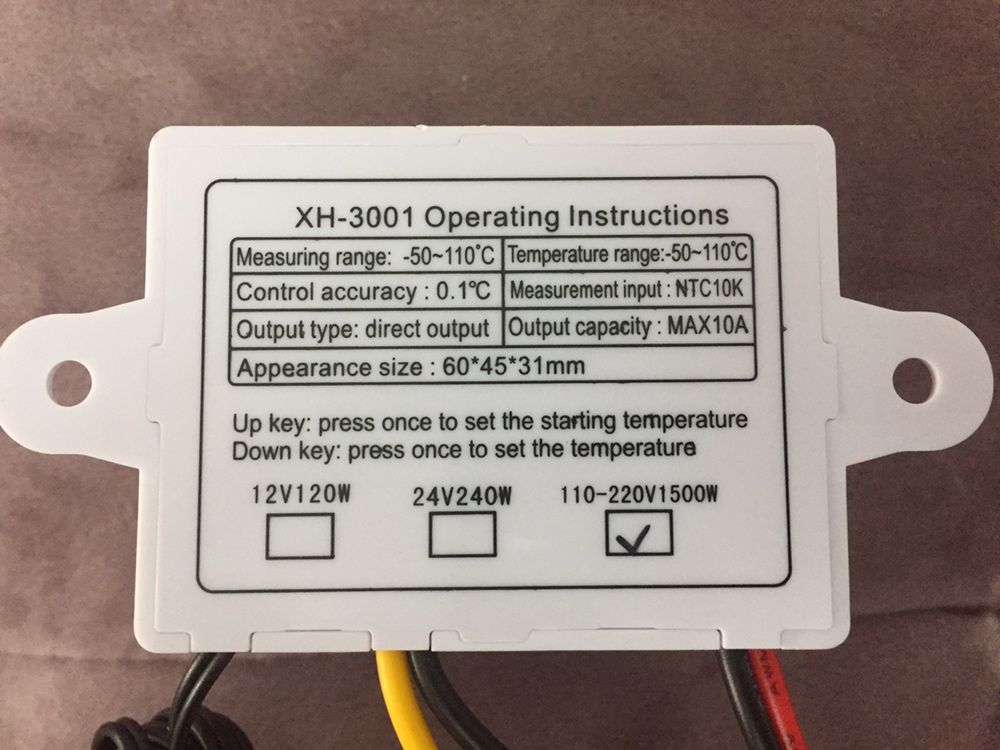 XH-3001 Operating Instructions
Measuring range: -50~110°C Temperature range:-50~110°C
Control accuracy : 0.1℃ Measurement input : NTC10K
Output type: direct output Output capacity : MAX10A
Appearance size : 60*45*31mm
Up key: press once to set the starting temperature
Down key: press once to set the temperature
12V120W 24V240W 110-220V1500W